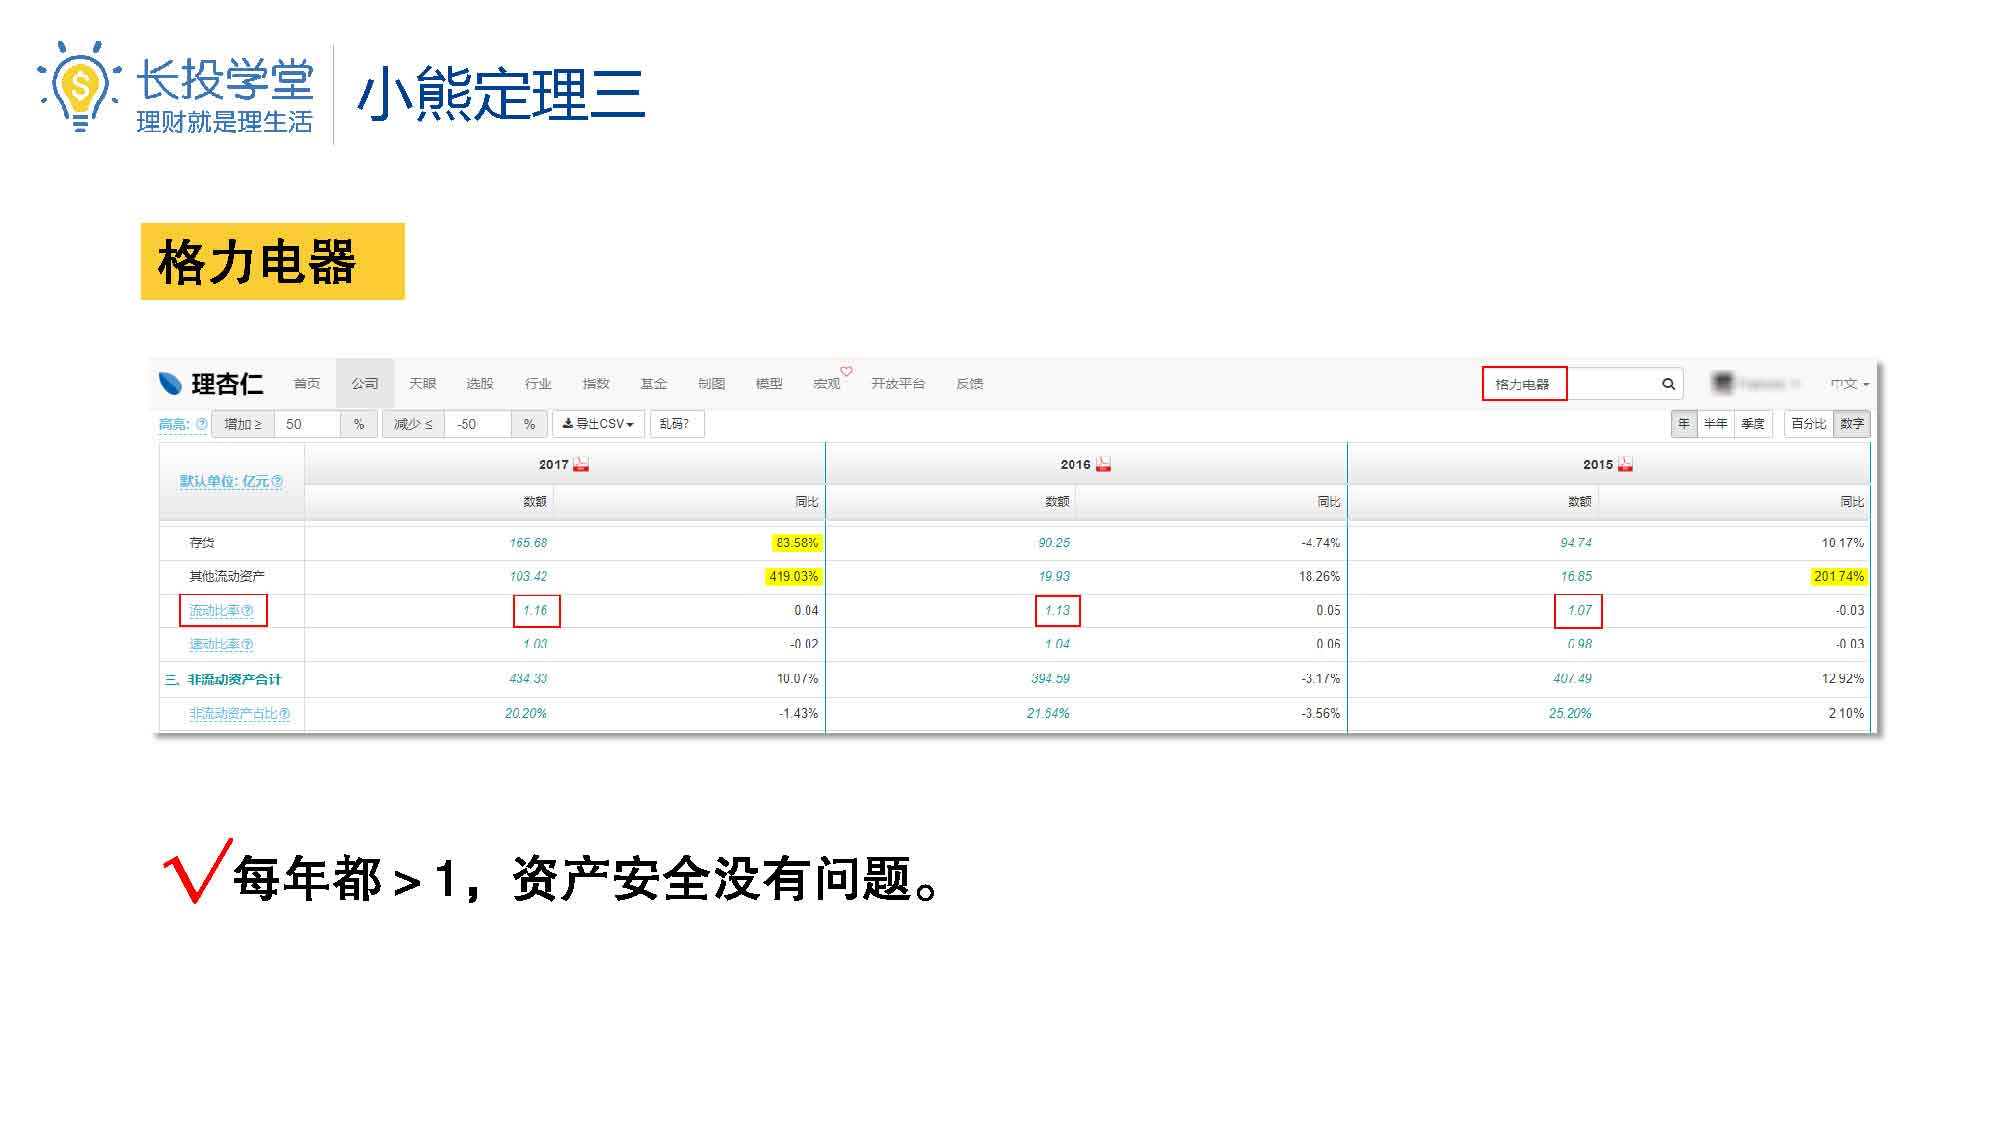 长投学堂
理财就是理生活
小熊定理三
格力电器
理杏仁 首页 公司 天眼 选股 行业 指数 基金 制图 模型 宏观 开放平台 反馈 格力电器 中文
高亮: 增加 ≥ 50 % 减少 ≤ -50 % 导出CSV 乱码? 年 半年 季度 百分比 数字
默认单位: 亿元 2017 2016 2015
数额 同比 数额 同比 数额 同比
存货 165.68 83.58% 90.25 -4.74% 94.74 10.17%
其他流动资产 103.42 419.03% 19.93 18.26% 16.85 201.74%
流动比率 1.16 0.04 1.13 0.05 1.07 -0.03
速动比率 1.03 -0.02 1.04 0.06 0.98 -0.03
三、非流动资产合计 434.33 10.07% 394.59 -3.17% 407.49 12.92%
非流动资产占比 20.20% -1.43% 21.64% -3.56% 25.20% 2.10%
√每年都>1，资产安全没有问题。